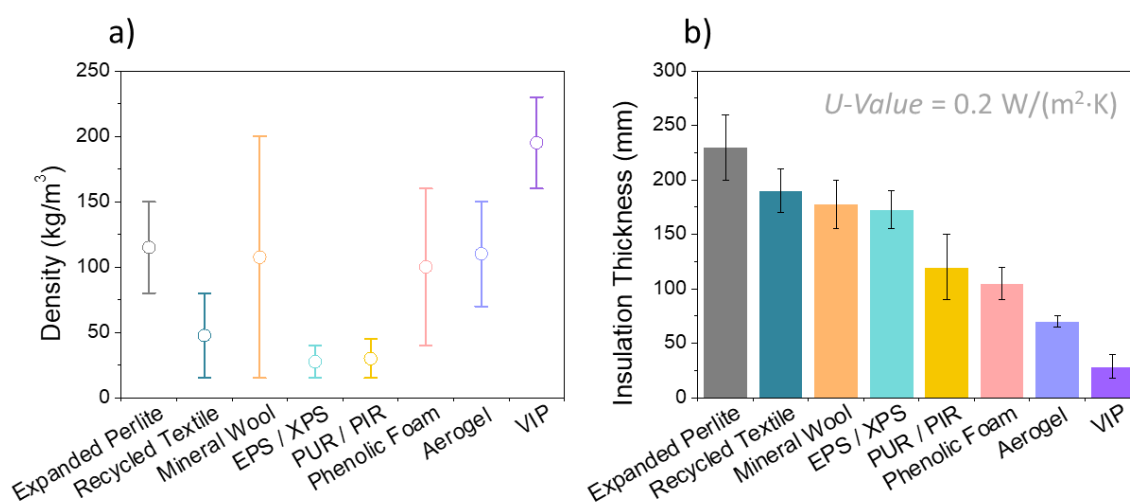 a)
250
200
150
100
50
0
Density (kg/m³)
Expanded Perlite
Recycled Textile
Mineral Wool
EPS / XPS
PUR / PIR
Phenolic Foam
Aerogel
VIP
b)
300
250
200
150
100
50
0
Insulation Thickness (mm)
U-Value = 0.2 W/(m²·K)
Expanded Perlite
Recycled Textile
Mineral Wool
EPS / XPS
PUR / PIR
Phenolic Foam
Aerogel
VIP